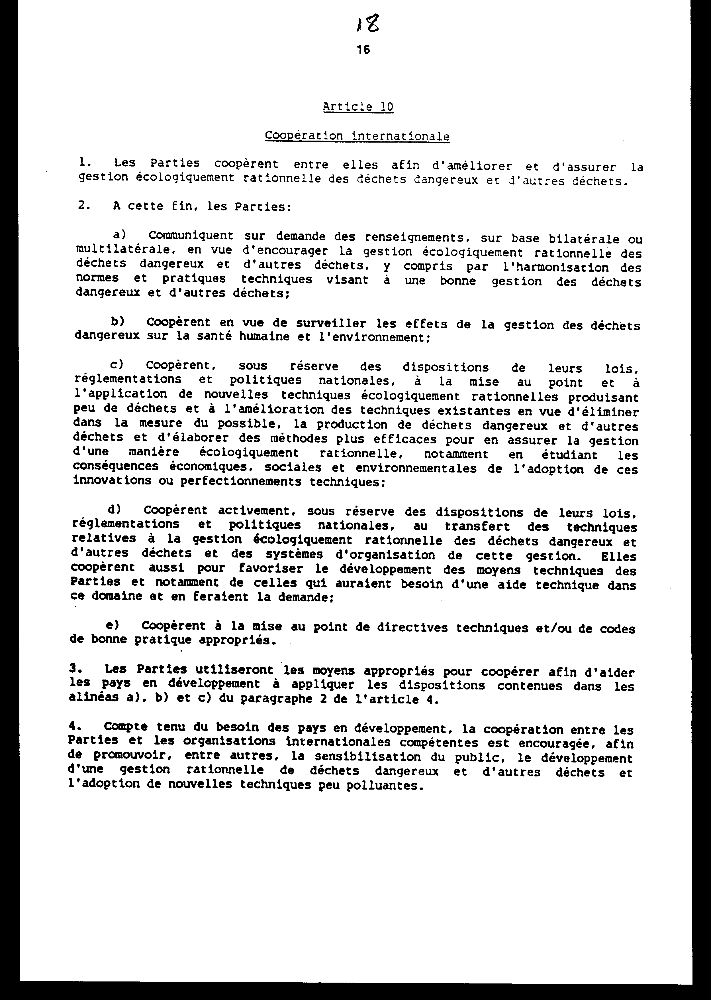 18
16
Article 10
Coopération internationale
1. Les Parties coopèrent entre elles afin d'améliorer et d'assurer la
gestion écologiquement rationnelle des déchets dangereux et d'autres déchets.
2. A cette fin, les Parties:
a) Communiquent sur demande des renseignements, sur base bilatérale ou
multilatérale, en vue d'encourager la gestion écologiquement rationnelle des
déchets dangereux et d'autres déchets, y compris par l'harmonisation des
normes et pratiques techniques visant à une bonne gestion des déchets
dangereux et d'autres déchets;
b) Coopèrent en vue de surveiller les effets de la gestion des déchets
dangereux sur la santé humaine et l'environnement;
c) Coopèrent, sous réserve des dispositions de leurs lois,
réglementations et politiques nationales, à la mise au point et à
l'application de nouvelles techniques écologiquement rationnelles produisant
peu de déchets et à l'amélioration des techniques existantes en vue d'éliminer
dans la mesure du possible, la production de déchets dangereux et d'autres
déchets et d'élaborer des méthodes plus efficaces pour en assurer la gestion
d'une manière écologiquement rationnelle, notamment en étudiant les
conséquences économiques, sociales et environnementales de l'adoption de ces
innovations ou perfectionnements techniques;
d) Coopèrent activement, sous réserve des dispositions de leurs lois,
réglementations et politiques nationales, au transfert des techniques
relatives à la gestion écologiquement rationnelle des déchets dangereux et
d'autres déchets et des systèmes d'organisation de cette gestion. Elles
coopèrent aussi pour favoriser le développement des moyens techniques des
Parties et notamment de celles qui auraient besoin d'une aide technique dans
ce domaine et en feraient la demande;
e) Coopèrent à la mise au point de directives techniques et/ou de codes
de bonne pratique appropriés.
3. Les Parties utiliseront les moyens appropriés pour coopérer afin d'aider
les pays en développement à appliquer les dispositions contenues dans les
alinéas a), b) et c) du paragraphe 2 de l'article 4.
4. Compte tenu du besoin des pays en développement, la coopération entre les
Parties et les organisations internationales compétentes est encouragée, afin
de promouvoir, entre autres, la sensibilisation du public, le développement
d'une gestion rationnelle de déchets dangereux et d'autres déchets et
l'adoption de nouvelles techniques peu polluantes.